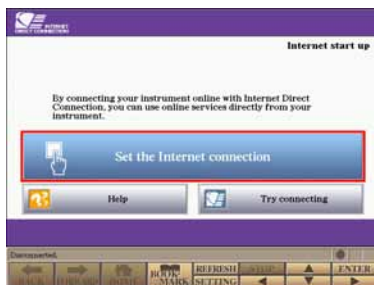 INTERNET
DIRECT CONNECTION
Internet start up
By connecting your instrument online with Internet Direct
Connection, you can use online services directly from your
instrument.
Set the Internet connection
Help
Try connecting
Disconnected.
BACK FORWARD HOME BOOK MARK REFRESH SETTING STOP ENTER